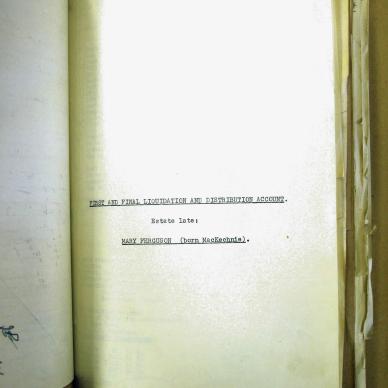 FIRST AND FINAL LIQUIDATION AND DISTRIBUTION ACCOUNT.
Estate late:
MARY FERGUSON (born MacKechnie).